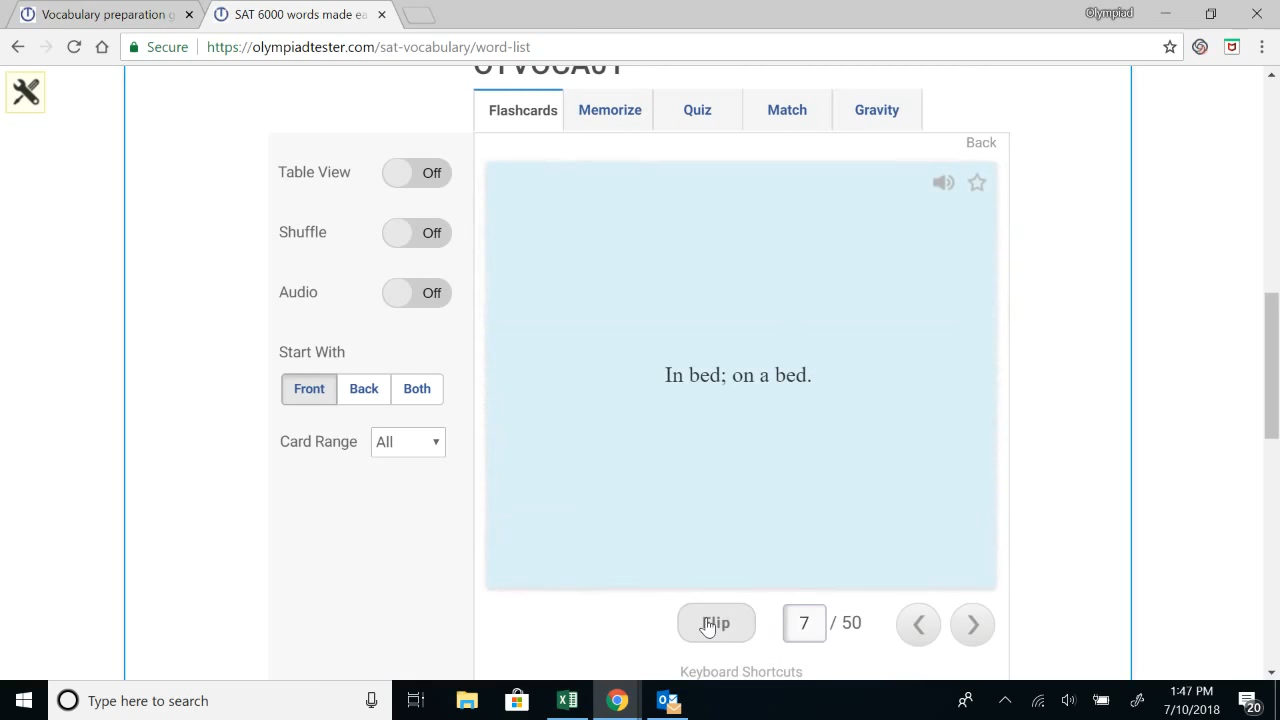 Vocabulary preparation g
SAT 6000 words made ea
Olympiad
Secure
https://olympiadtester.com/sat-vocabulary/word-list
OTVOCA01
Flashcards
Memorize
Quiz
Match
Gravity
Back
Table View
Off
Shuffle
Off
Audio
Off
In bed; on a bed.
Start With
Front
Back
Both
Card Range
All
Flip
7
/ 50
Keyboard Shortcuts
Type here to search
1:47 PM
7/10/2018
20